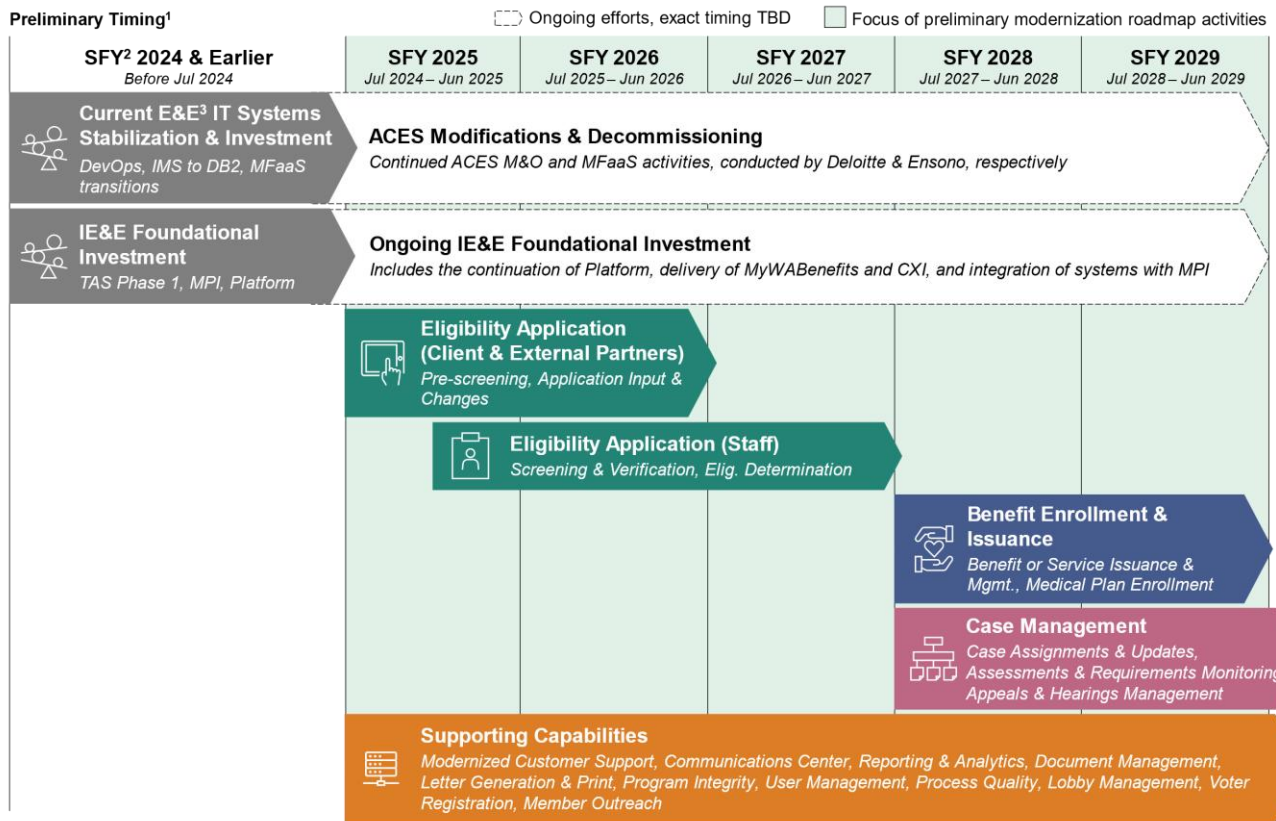 Preliminary Timing¹
Ongoing efforts, exact timing TBD
Focus of preliminary modernization roadmap activities
SFY² 2024 & Earlier
Before Jul 2024
SFY 2025
Jul 2024 – Jun 2025
SFY 2026
Jul 2025 – Jun 2026
SFY 2027
Jul 2026 – Jun 2027
SFY 2028
Jul 2027 – Jun 2028
SFY 2029
Jul 2028 – Jun 2029
Current E&E³ IT Systems
Stabilization & Investment
DevOps, IMS to DB2, MFaaS
transitions
ACES Modifications & Decommissioning
Continued ACES M&O and MFaaS activities, conducted by Deloitte & Ensono, respectively
IE&E Foundational
Investment
TAS Phase 1, MPI, Platform
Ongoing IE&E Foundational Investment
Includes the continuation of Platform, delivery of MyWABenefits and CXI, and integration of systems with MPI
Eligibility Application
(Client & External Partners)
Pre-screening, Application Input &
Changes
Eligibility Application (Staff)
Screening & Verification, Elig. Determination
Benefit Enrollment &
Issuance
Benefit or Service Issuance &
Mgmt., Medical Plan Enrollment
Case Management
Case Assignments & Updates,
Assessments & Requirements Monitoring
Appeals & Hearings Management
Supporting Capabilities
Modernized Customer Support, Communications Center, Reporting & Analytics, Document Management,
Letter Generation & Print, Program Integrity, User Management, Process Quality, Lobby Management, Voter
Registration, Member Outreach